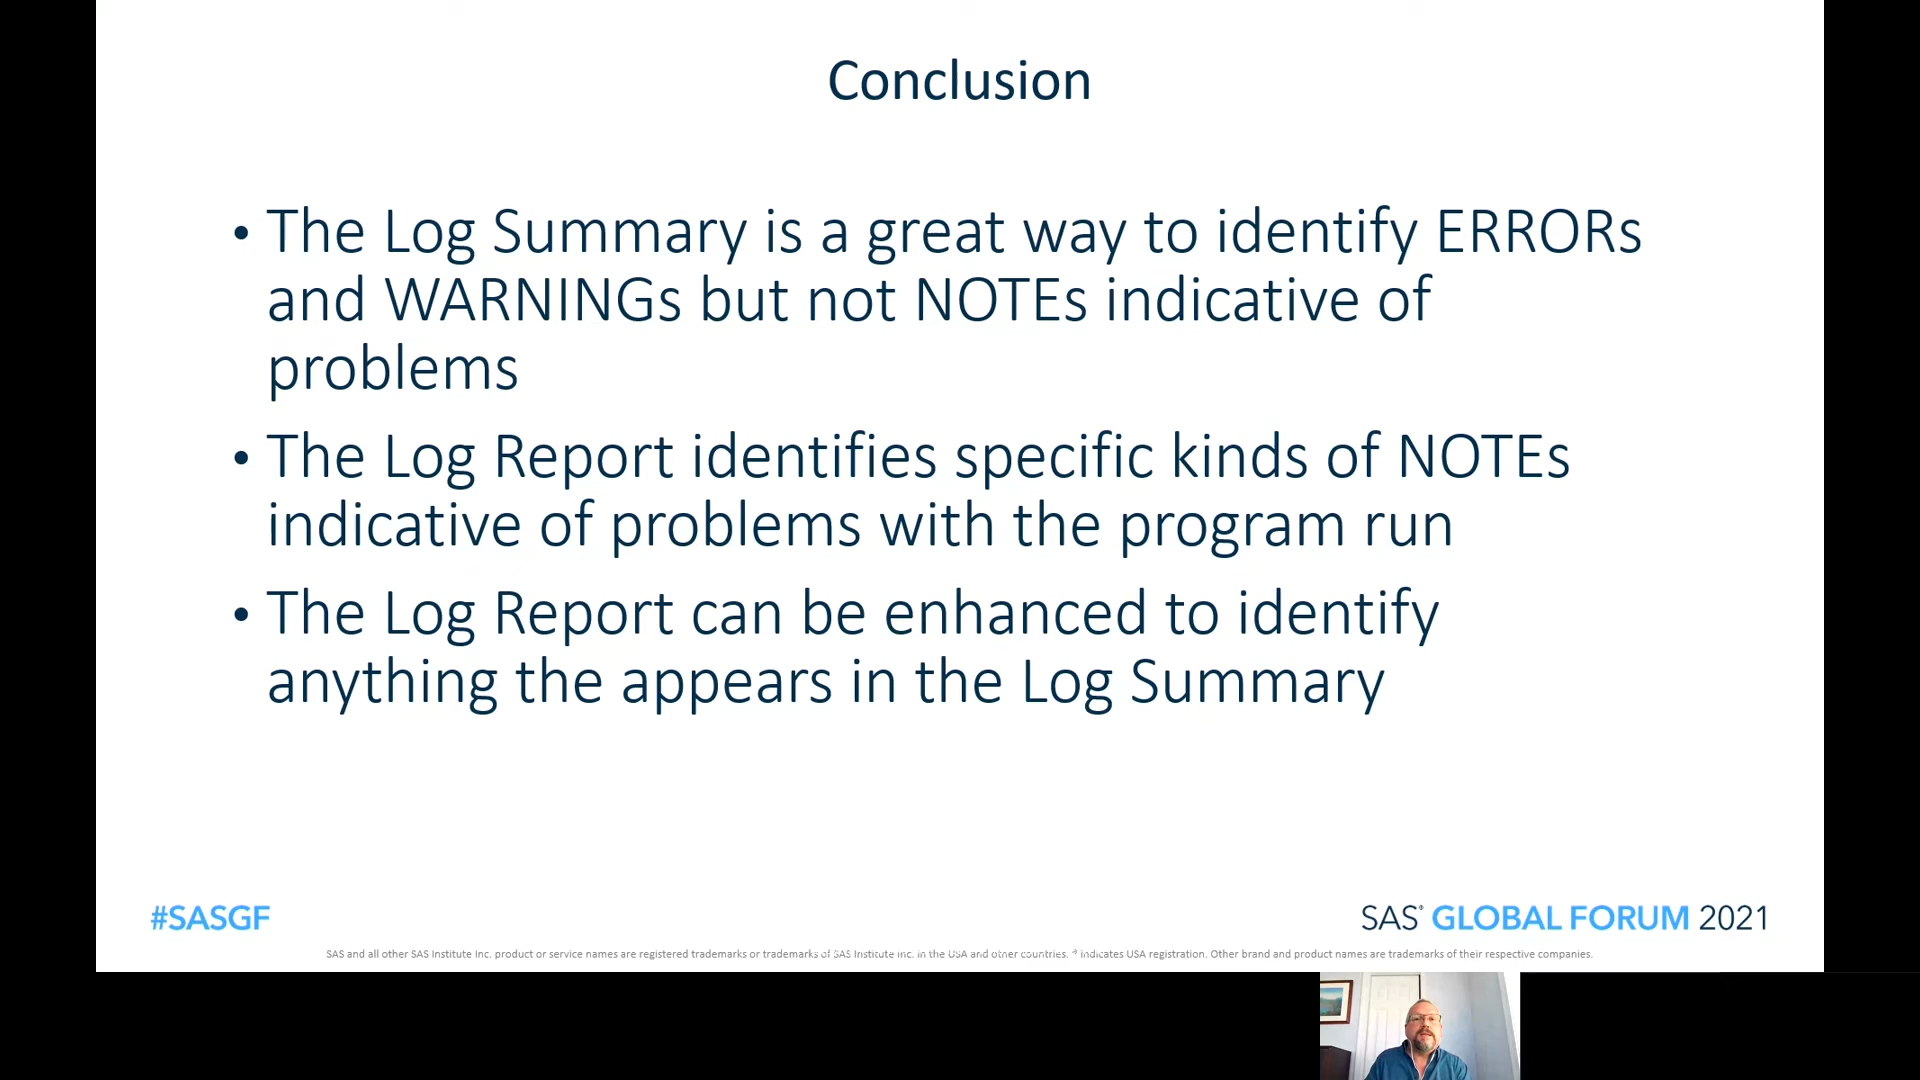 Conclusion
• The Log Summary is a great way to identify ERRORs
and WARNINGs but not NOTEs indicative of
problems
• The Log Report identifies specific kinds of NOTEs
indicative of problems with the program run
• The Log Report can be enhanced to identify
anything the appears in the Log Summary
#SASGF
SAS® GLOBAL FORUM 2021
SAS and all other SAS Institute Inc. product or service names are registered trademarks or trademarks of SAS Institute Inc. in the USA and other countries. ® indicates USA registration. Other brand and product names are trademarks of their respective companies.